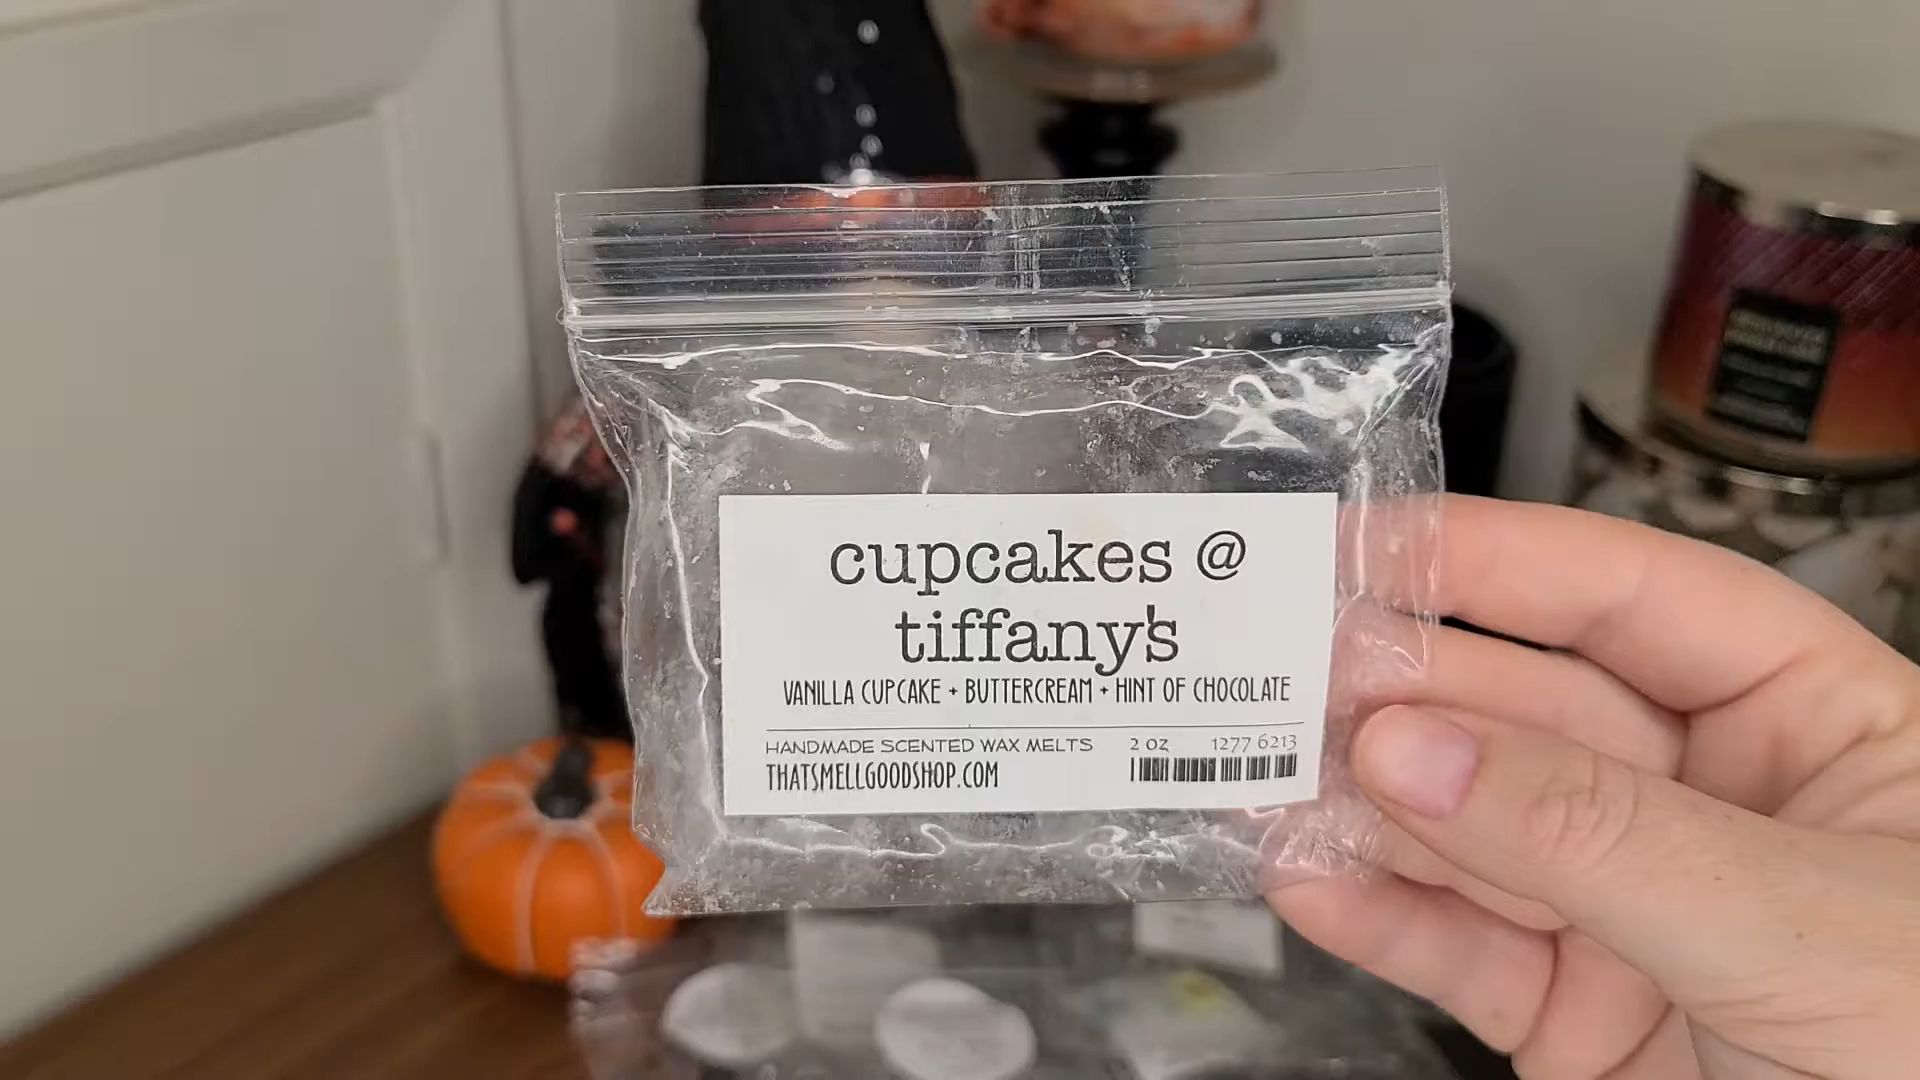 cupcakes @
tiffany's
VANILLA CUPCAKE + BUTTERCREAM + HINT OF CHOCOLATE
HANDMADE SCENTED WAX MELTS 2 oz 1277 6213
THATSMELLGOODSHOP.COM